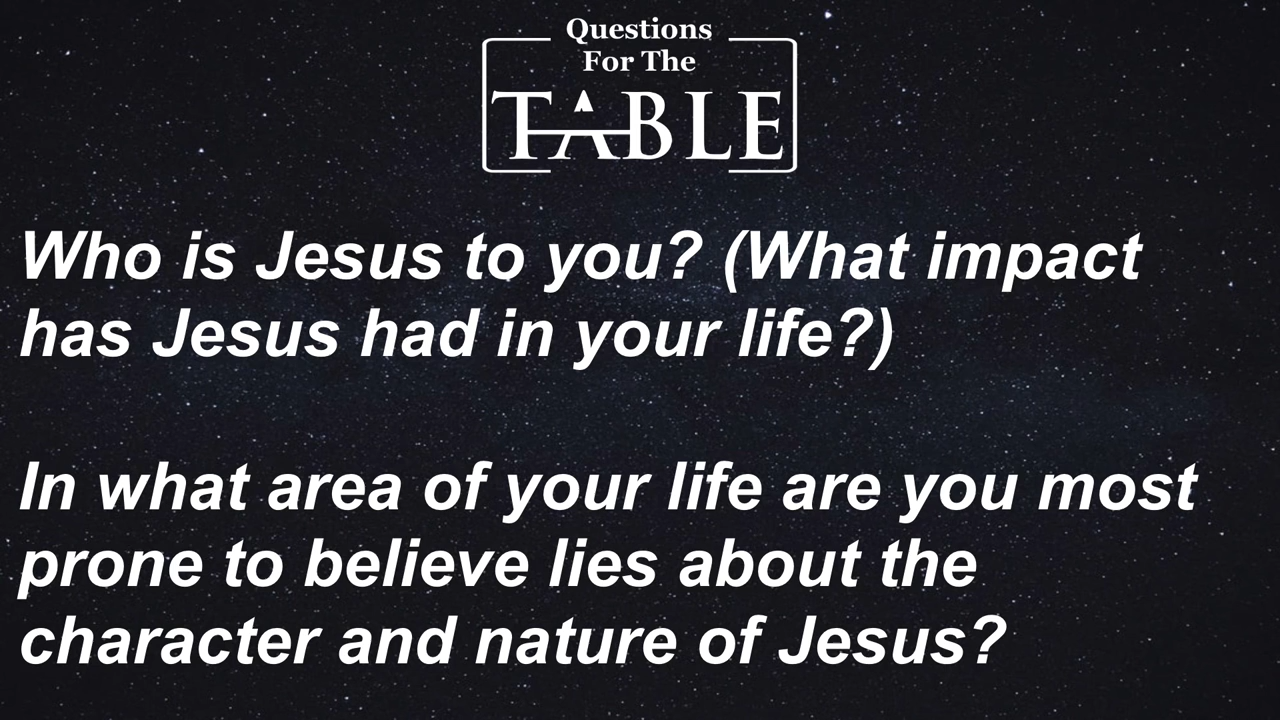 Questions
For The
TABLE
Who is Jesus to you? (What impact
has Jesus had in your life?)
In what area of your life are you most
prone to believe lies about the
character and nature of Jesus?